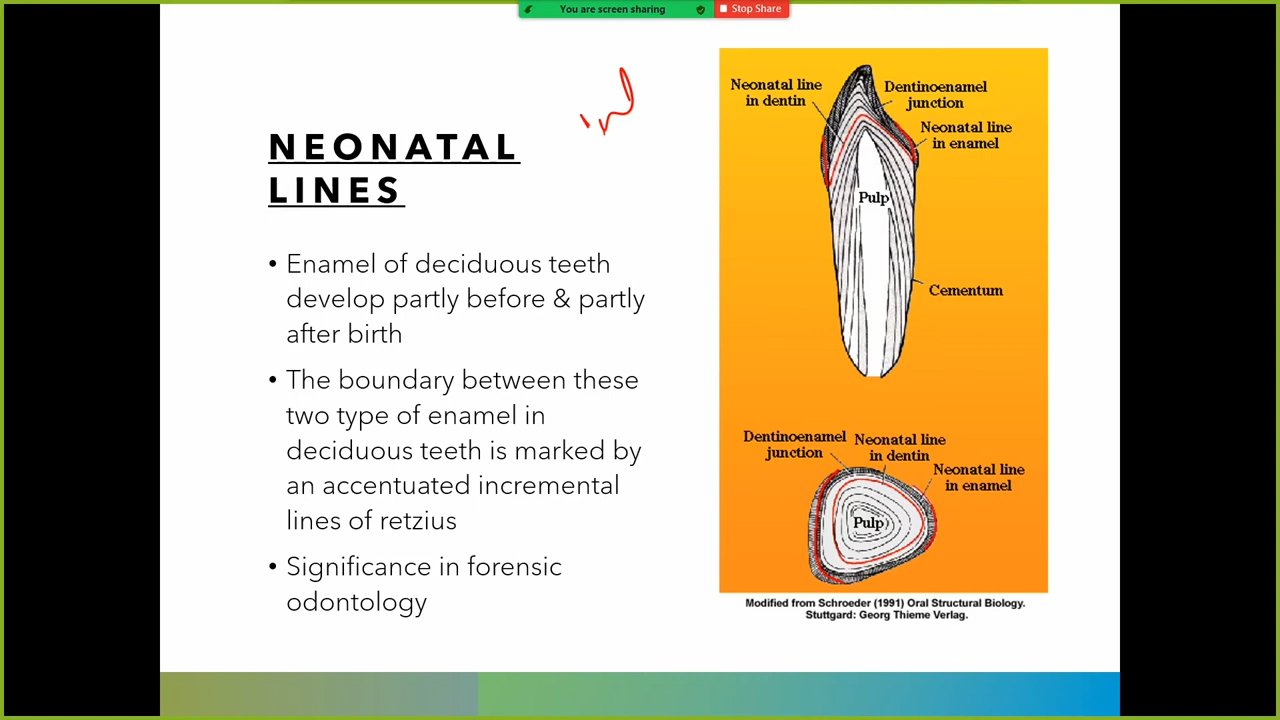 You are screen sharing
Stop Share
NEONATAL
LINES
• Enamel of deciduous teeth
develop partly before & partly
after birth
• The boundary between these
two type of enamel in
deciduous teeth is marked by
an accentuated incremental
lines of retzius
• Significance in forensic
odontology
Neonatal line
in dentin
Dentinoenamel
junction
Neonatal line
in enamel
Pulp
Cementum
Dentinoenamel
junction
Neonatal line
in dentin
Neonatal line
in enamel
Pulp
Modified from Schroeder (1991) Oral Structural Biology.
Stuttgard: Georg Thieme Verlag.